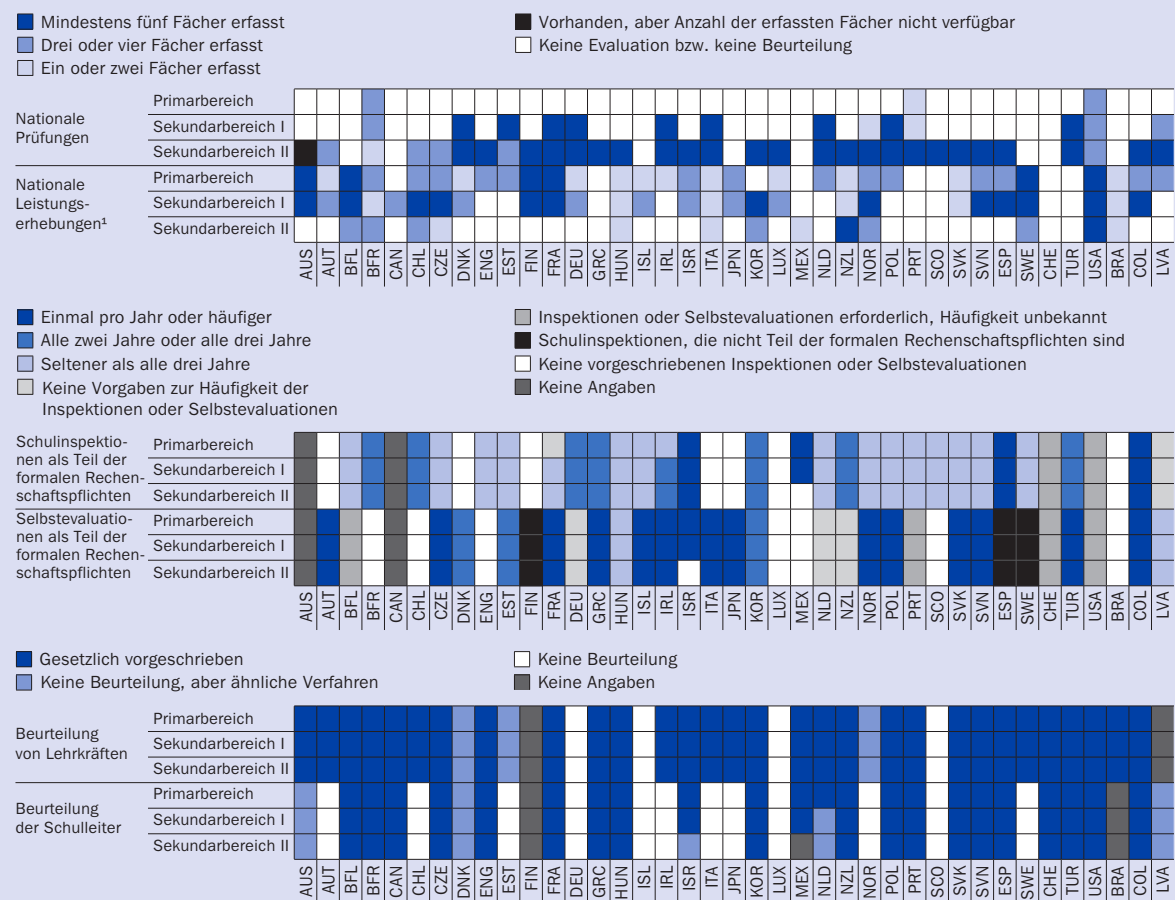 Mindestens fünf Fächer erfasst
Drei oder vier Fächer erfasst
Ein oder zwei Fächer erfasst
Vorhanden, aber Anzahl der erfassten Fächer nicht verfügbar
Keine Evaluation bzw. keine Beurteilung
Nationale
Prüfungen
Primarbereich
Sekundarbereich I
Sekundarbereich II
Nationale
Leistungs-
erhebungen¹
Primarbereich
Sekundarbereich I
Sekundarbereich II
AUS AUT BFL BFR CAN CHL CZE DNK ENG EST FIN FRA DEU GRC HUN ISL IRL ISR ITA JPN KOR LUX MEX NLD NZL NOR POL PRT SCO SVK SVN ESP SWE CHE TUR USA BRA COL LVA
Einmal pro Jahr oder häufiger
Alle zwei Jahre oder alle drei Jahre
Seltener als alle drei Jahre
Keine Vorgaben zur Häufigkeit der
Inspektionen oder Selbstevaluationen
Inspektionen oder Selbstevaluationen erforderlich, Häufigkeit unbekannt
Schulinspektionen, die nicht Teil der formalen Rechenschaftspflichten sind
Keine vorgeschriebenen Inspektionen oder Selbstevaluationen
Keine Angaben
Schulinspektio-
nen als Teil der
formalen Rechen-
schaftspflichten
Primarbereich
Sekundarbereich I
Sekundarbereich II
Selbstevaluatio-
nen als Teil der
formalen Rechen-
schaftspflichten
Primarbereich
Sekundarbereich I
Sekundarbereich II
AUS AUT BFL BFR CAN CHL CZE DNK ENG EST FIN FRA DEU GRC HUN ISL IRL ISR ITA JPN KOR LUX MEX NLD NZL NOR POL PRT SCO SVK SVN ESP SWE CHE TUR USA BRA COL LVA
Gesetzlich vorgeschrieben
Keine Beurteilung, aber ähnliche Verfahren
Keine Beurteilung
Keine Angaben
Beurteilung
von Lehrkräften
Primarbereich
Sekundarbereich I
Sekundarbereich II
Beurteilung
der Schulleiter
Primarbereich
Sekundarbereich I
Sekundarbereich II
AUS AUT BFL BFR CAN CHL CZE DNK ENG EST FIN FRA DEU GRC HUN ISL IRL ISR ITA JPN KOR LUX MEX NLD NZL NOR POL PRT SCO SVK SVN ESP SWE CHE TUR USA BRA COL LVA